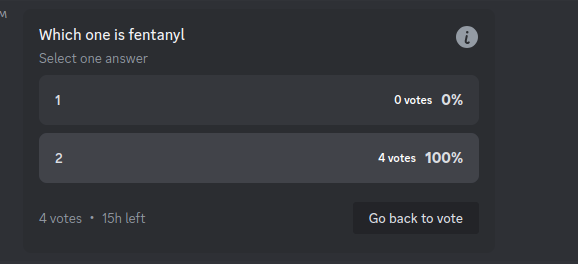 M
Which one is fentanyl
Select one answer
1 0 votes 0%
2 4 votes 100%
4 votes • 15h left
Go back to vote